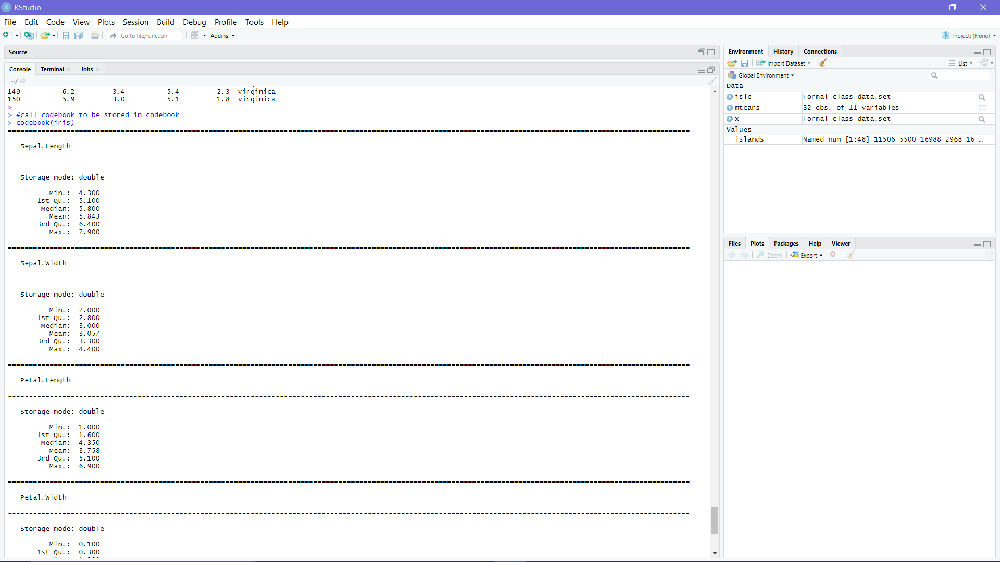 RStudio
File Edit Code View Plots Session Build Debug Profile Tools Help
Go to file/function Addins Project: (None)
Source
Console Terminal Jobs
~/
149 6.2 3.4 5.4 2.3 virginica
150 5.9 3.0 5.1 1.8 virginica
>
> #call codebook to be stored in codebook
> codebook(iris)
====================================================================================================
Sepal.Length
----------------------------------------------------------------------------------------------------
Storage mode: double
Min.: 4.300
1st Qu.: 5.100
Median: 5.800
Mean: 5.843
3rd Qu.: 6.400
Max.: 7.900
====================================================================================================
Sepal.Width
----------------------------------------------------------------------------------------------------
Storage mode: double
Min.: 2.000
1st Qu.: 2.800
Median: 3.000
Mean: 3.057
3rd Qu.: 3.300
Max.: 4.400
====================================================================================================
Petal.Length
----------------------------------------------------------------------------------------------------
Storage mode: double
Min.: 1.000
1st Qu.: 1.600
Median: 4.350
Mean: 3.758
3rd Qu.: 5.100
Max.: 6.900
====================================================================================================
Petal.Width
----------------------------------------------------------------------------------------------------
Storage mode: double
Min.: 0.100
1st Qu.: 0.300
Environment History Connections
Import Dataset List
Global Environment
Data
isle Formal class data.set
mtcars 32 obs. of 11 variables
x Formal class data.set
Values
islands Named num [1:48] 11506 5500 16988 2968 16 …
Files Plots Packages Help Viewer
Zoom Export